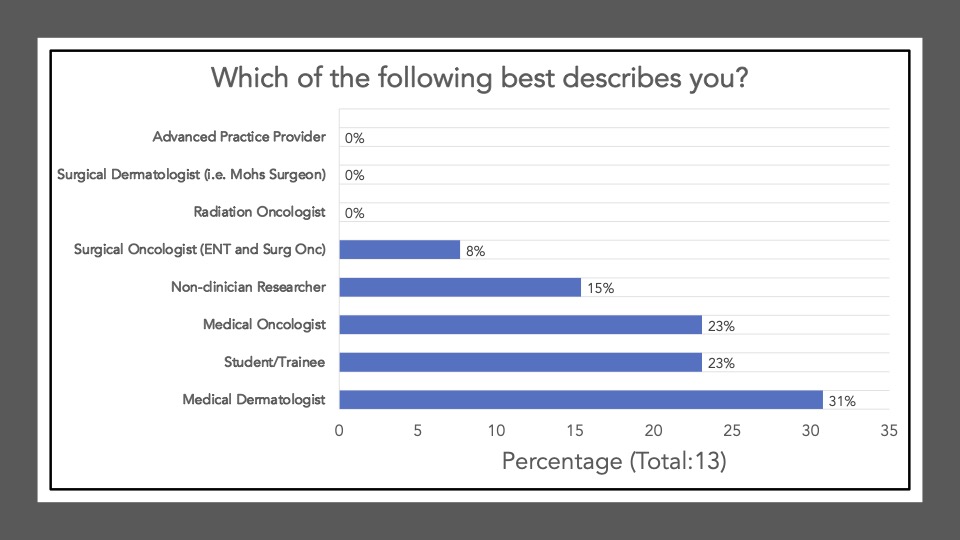 Which of the following best describes you?
Advanced Practice Provider 0%
Surgical Dermatologist (i.e. Mohs Surgeon) 0%
Radiation Oncologist 0%
Surgical Oncologist (ENT and Surg Onc) 8%
Non-clinician Researcher 15%
Medical Oncologist 23%
Student/Trainee 23%
Medical Dermatologist 31%
0 5 10 15 20 25 30 35
Percentage (Total:13)